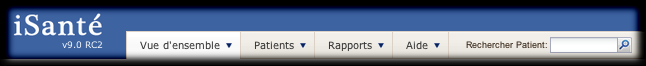 iSanté
v9.0 RC2
Vue d'ensemble Patients Rapports Aide Rechercher Patient: